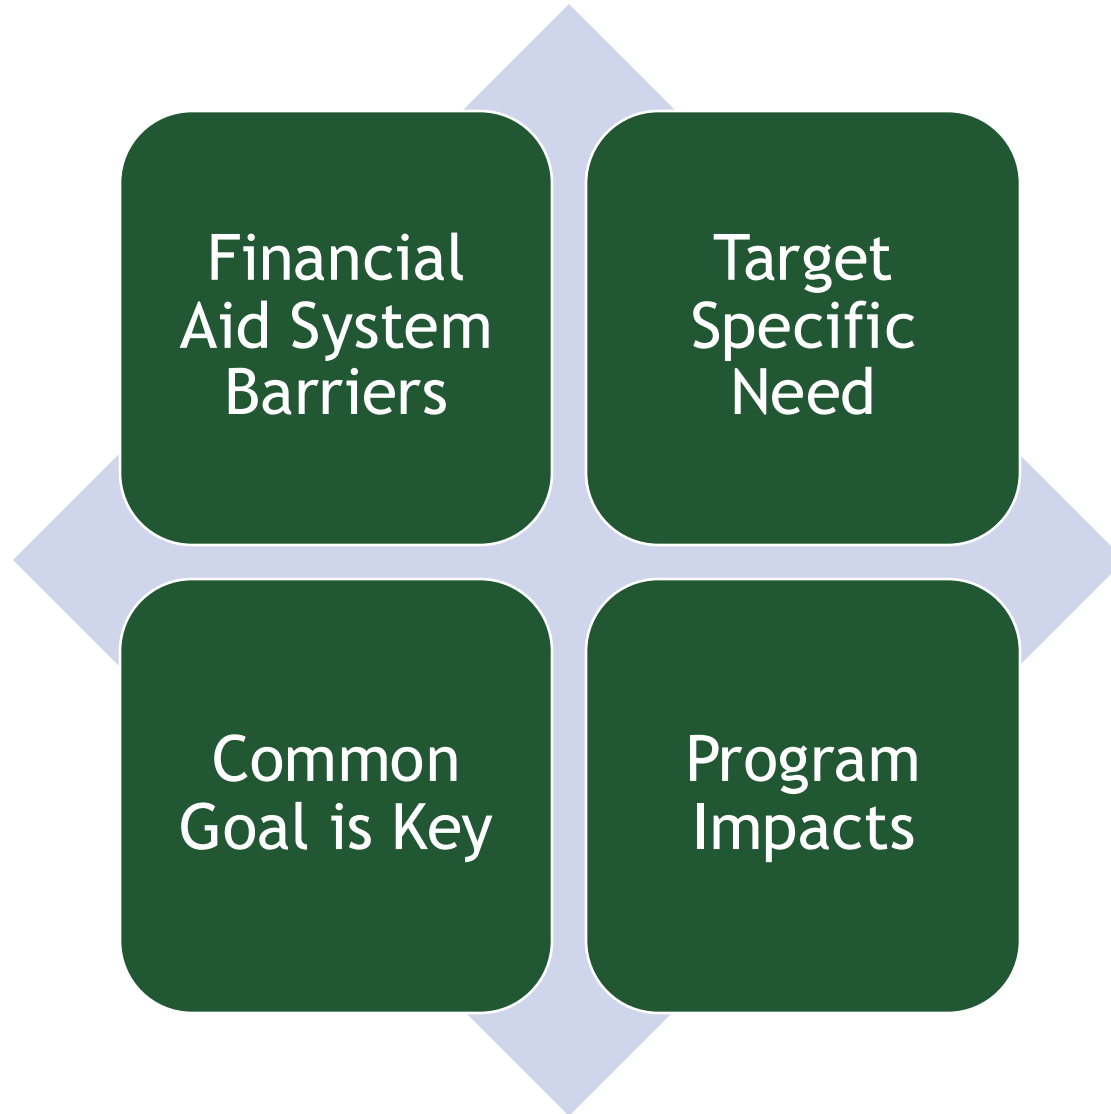 Financial
Aid System
Barriers
Target
Specific
Need
Common
Goal is Key
Program
Impacts